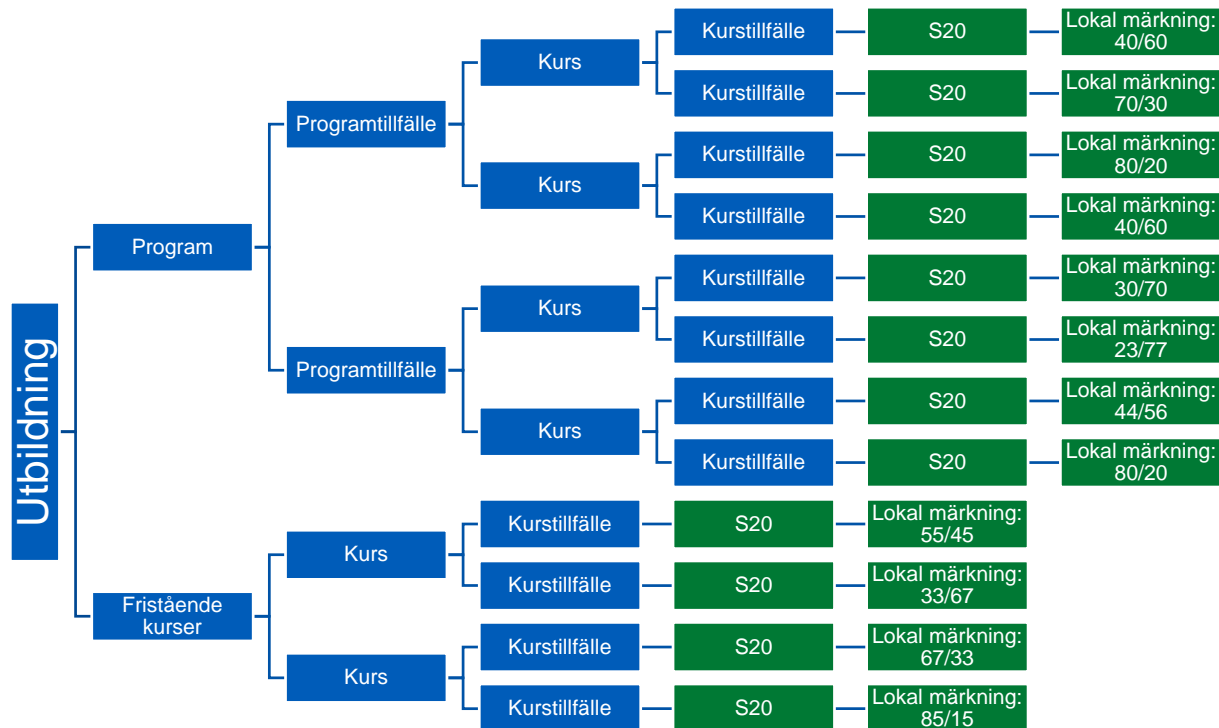 Utbildning
Program
Programtillfälle
Kurs
Kurstillfälle
S20
Lokal märkning:
40/60
Kurstillfälle
S20
Lokal märkning:
70/30
Kurs
Kurstillfälle
S20
Lokal märkning:
80/20
Kurstillfälle
S20
Lokal märkning:
40/60
Programtillfälle
Kurs
Kurstillfälle
S20
Lokal märkning:
30/70
Kurstillfälle
S20
Lokal märkning:
23/77
Kurs
Kurstillfälle
S20
Lokal märkning:
44/56
Kurstillfälle
S20
Lokal märkning:
80/20
Fristående
kurser
Kurs
Kurstillfälle
S20
Lokal märkning:
55/45
Kurstillfälle
S20
Lokal märkning:
33/67
Kurs
Kurstillfälle
S20
Lokal märkning:
67/33
Kurstillfälle
S20
Lokal märkning:
85/15